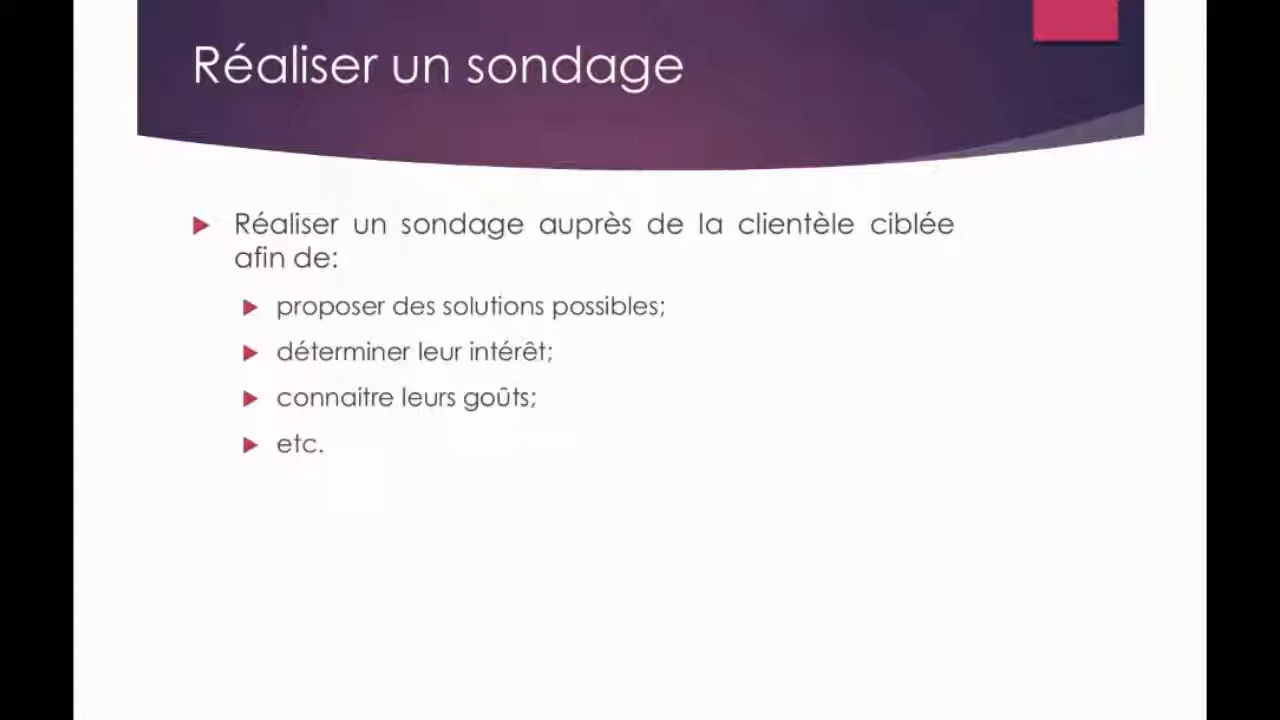 Réaliser un sondage
Réaliser un sondage auprès de la clientèle ciblée
afin de:
proposer des solutions possibles;
déterminer leur intérêt;
connaitre leurs goûts;
etc.